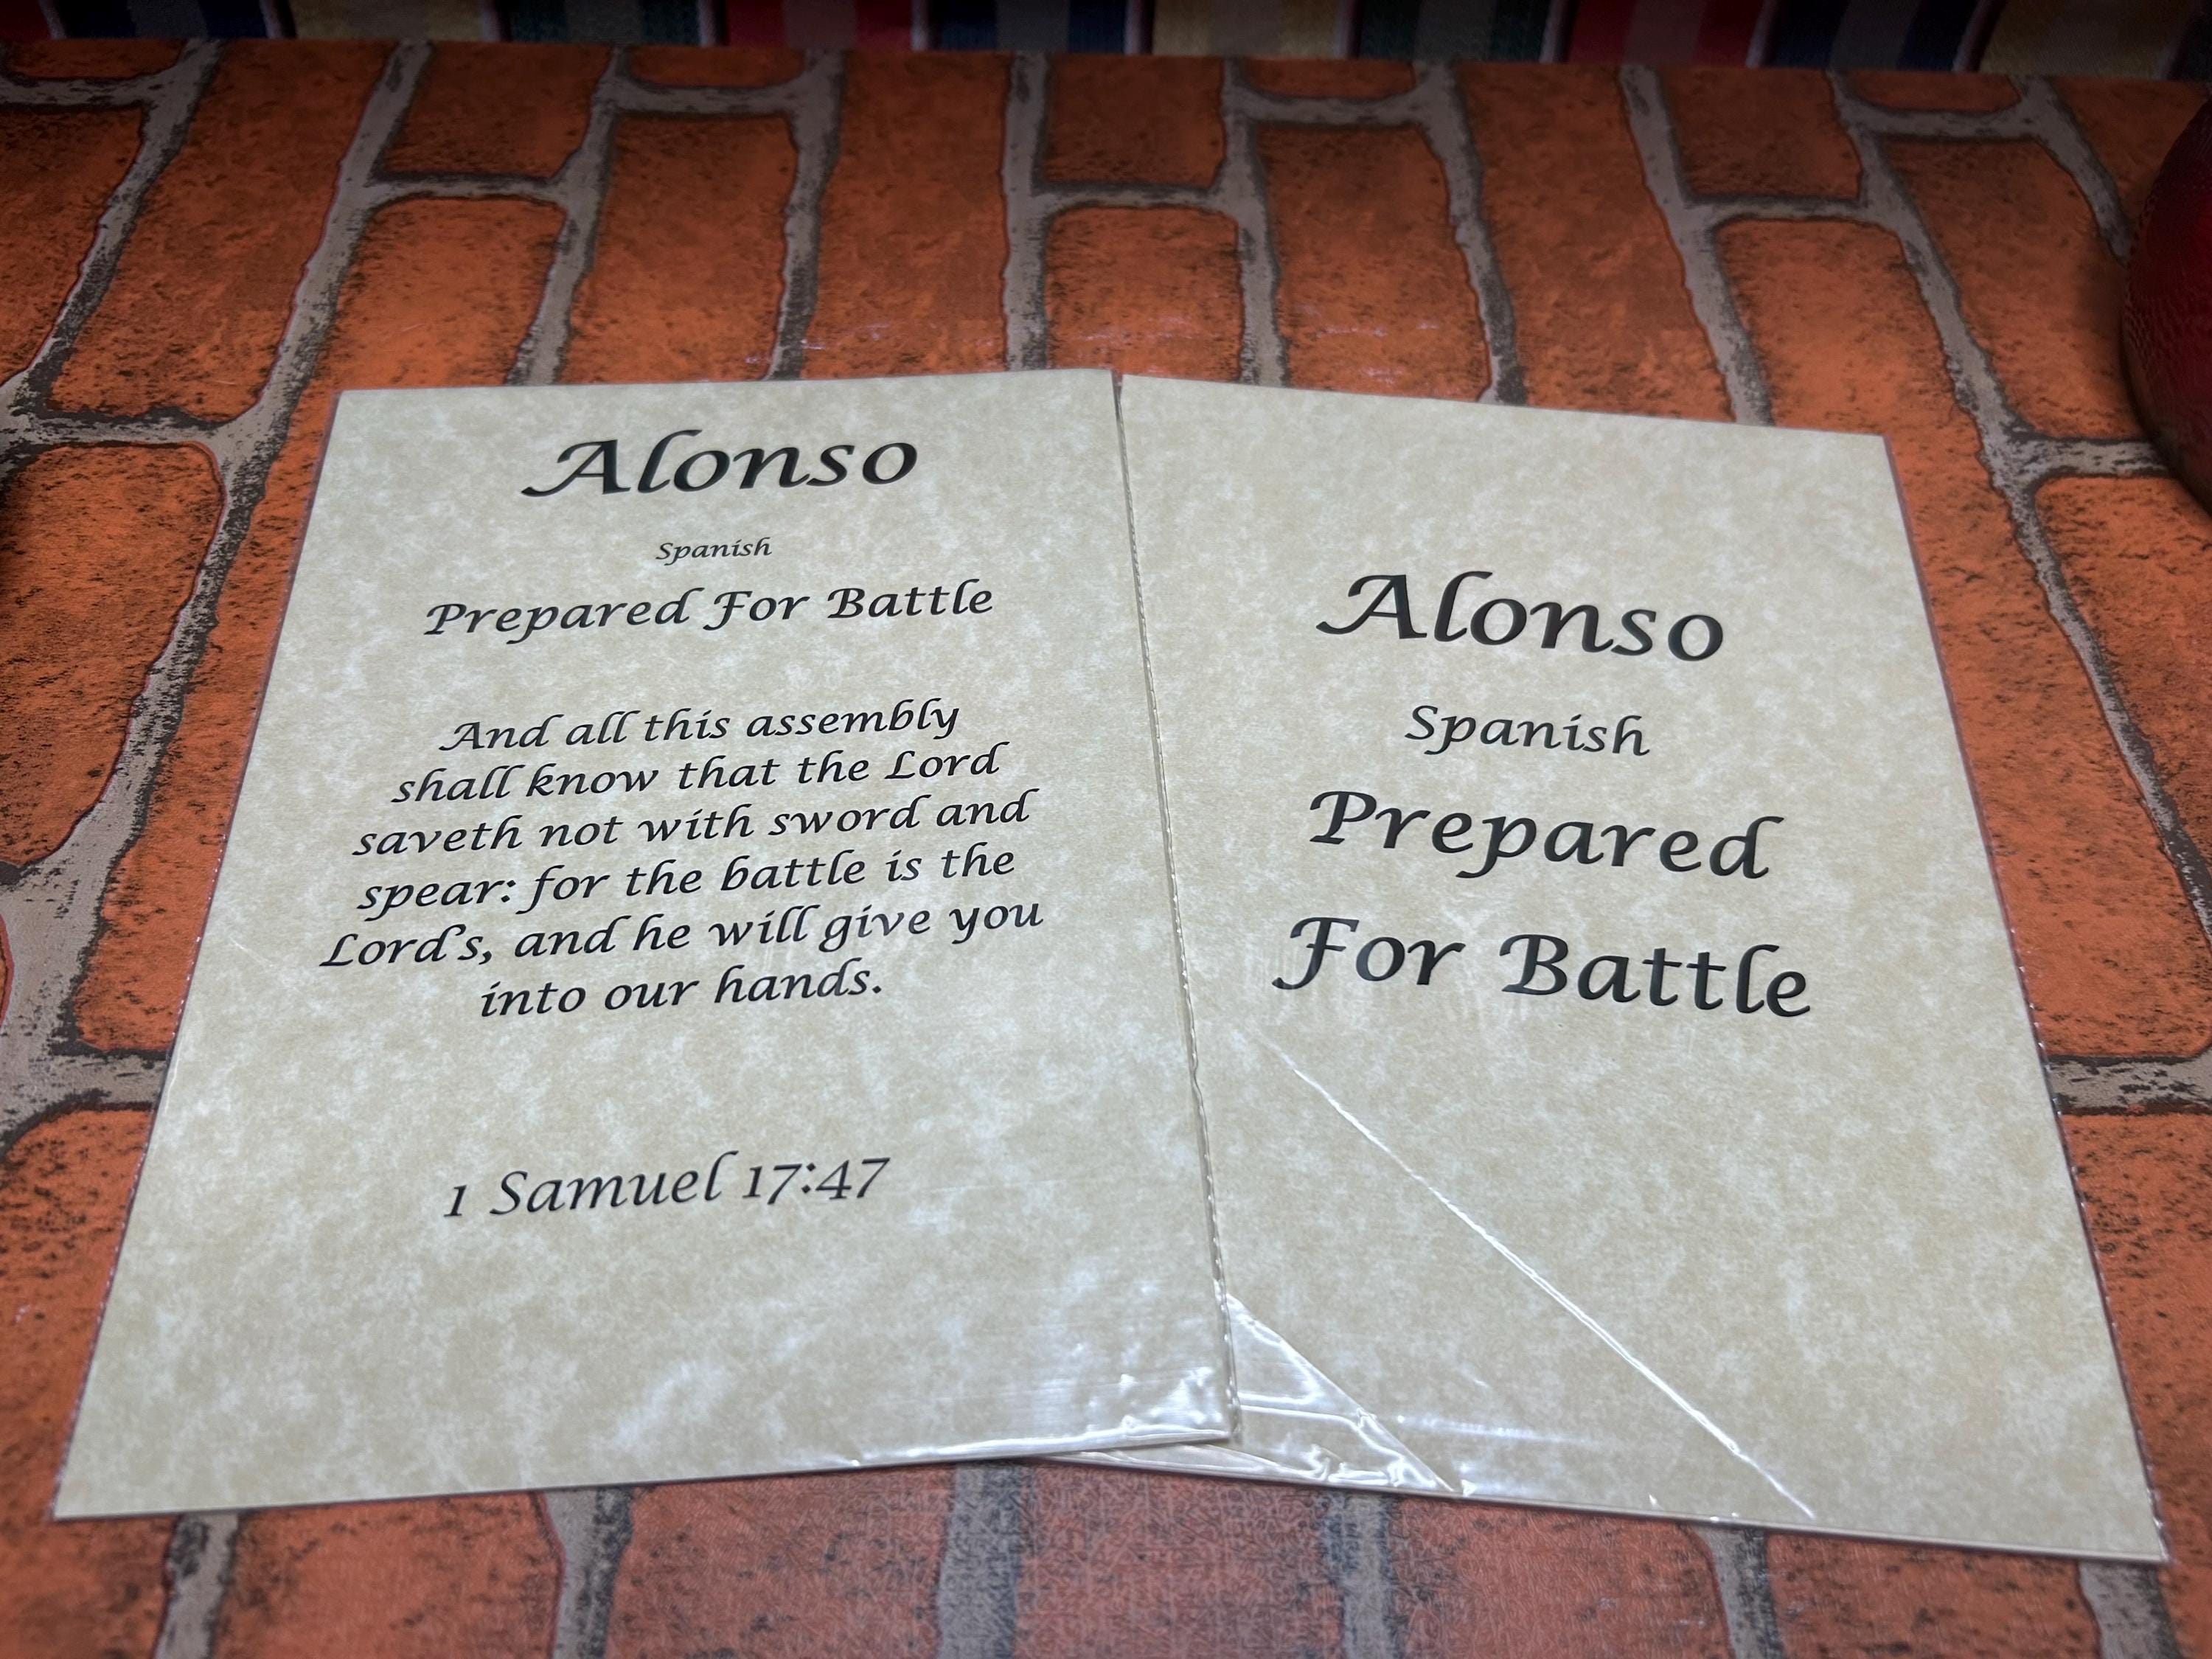 Alonso
Spanish
Prepared For Battle
And all this assembly
shall know that the Lord
saveth not with sword and
spear: for the battle is the
Lord's, and he will give you
into our hands.
1 Samuel 17:47
Alonso
Spanish
Prepared
For Battle